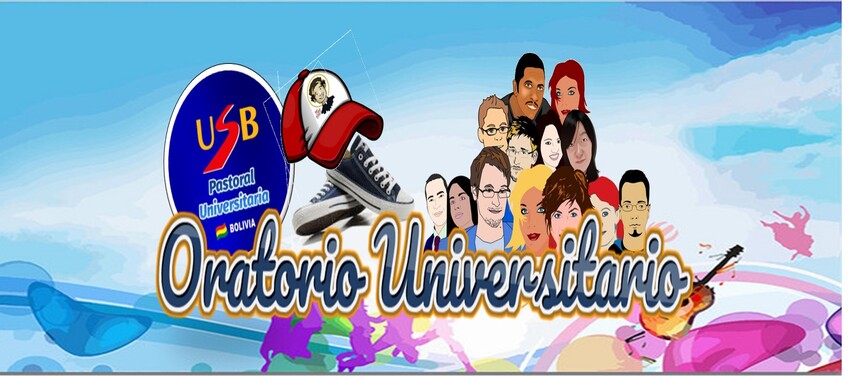 USB
Pastoral
Universitaria
BOLIVIA
Oratorio Universitario